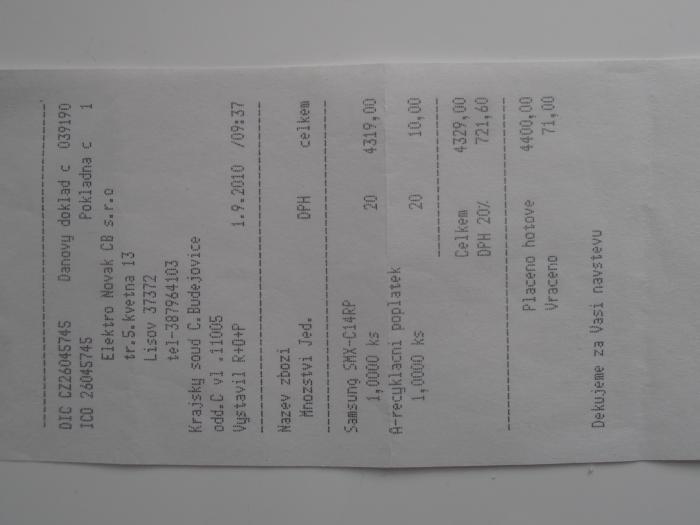 DIC CZ26045745 Danovy doklad c 039190
ICO 26045745 Pokladna c 1
Elektro Novak CB s.r.o
tr.5.kvetna 13
Lisov 37372
tel-387964103
Krajsky soud C.Budejovice
odd.C vl .11005
Vystavil R+O+P 1.9.2010 /09:37
Nazev zbozi
Mnozstvi Jed. DPH celkem
Samsung SMX-C14RP
1,0000 ks 20 4319,00
A-recyklacni poplatek
1,0000 ks 20 10,00
Celkem 4329,00
DPH 20% 721,60
Placeno hotove 4400,00
Vraceno 71,00
Dekujeme za Vasi navstevu